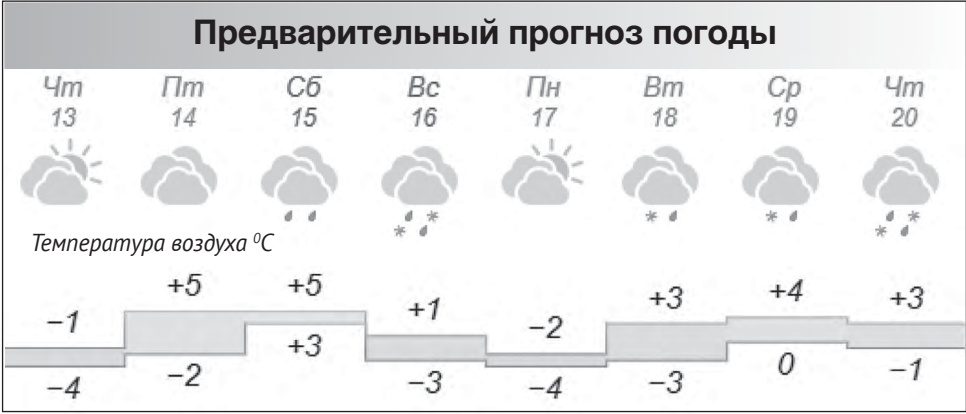 Предварительный прогноз погоды
Чт Пт Сб Вс Пн Вт Ср Чт
13 14 15 16 17 18 19 20
Температура воздуха ⁰С
−1 +5 +5 +1 −2 +3 +4 +3
−4 −2 +3 −3 −4 −3 0 −1